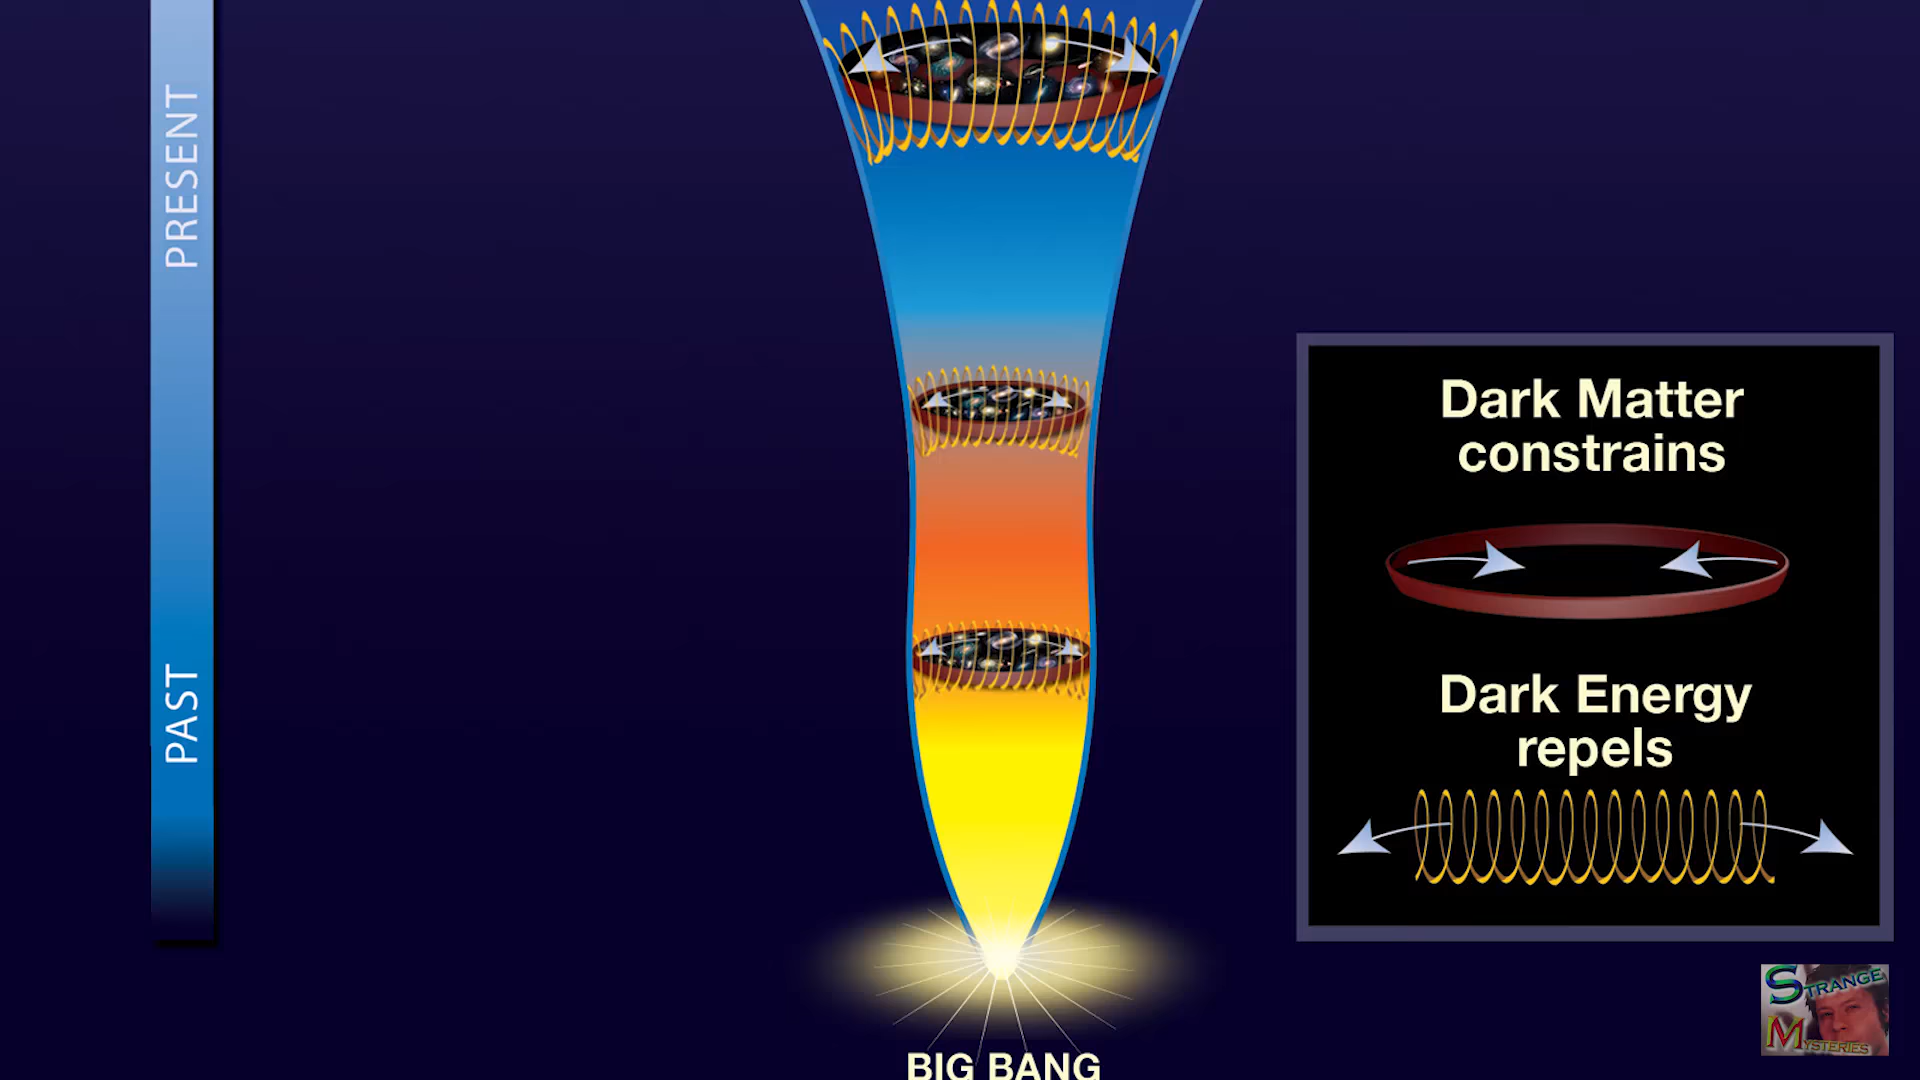 PRESENT
PAST
Dark Matter
constrains
Dark Energy
repels
BIG BANG
STRANGE
MYSTERIES